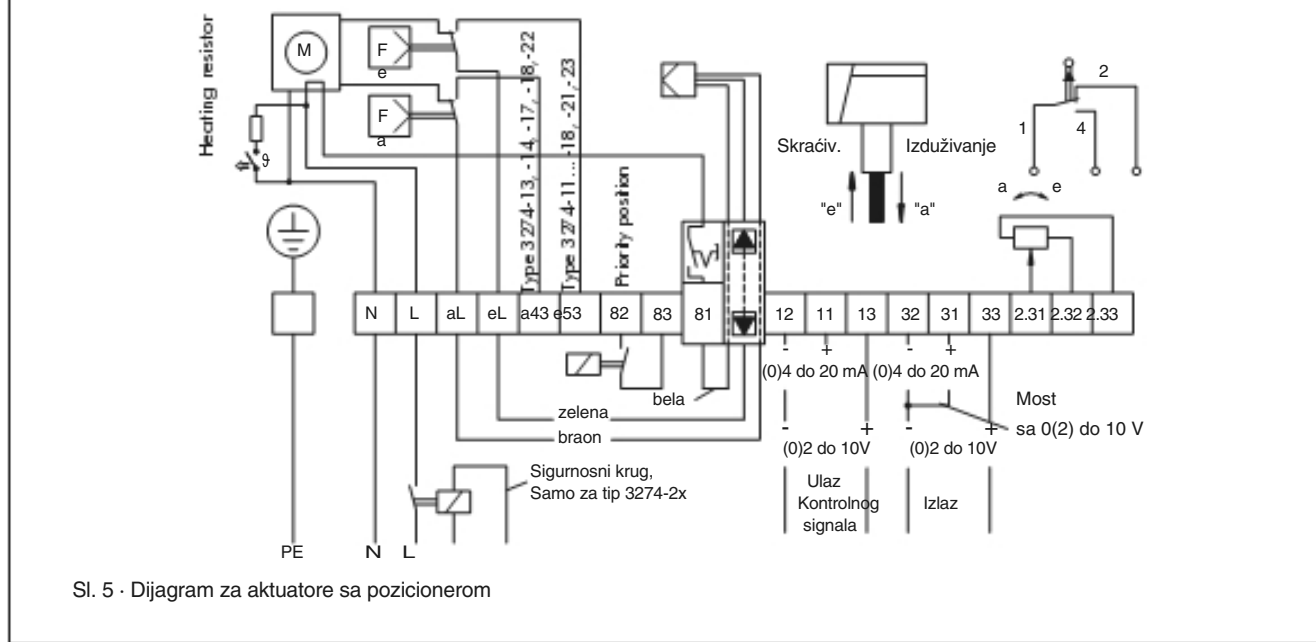 Heating resistor
M
F
e
F
a
ϑ
Type 3274-13, -14, -17, -18,-22
Type 3274-11... -18, -21,-23
Priority position
Skraćiv.
Izduživanje
"e"
"a"
2
1
4
a
e
N
L
aL
eL
a43
e53
82
83
81
12
11
13
32
31
33
2.31
2.32
2.33
-
+
-
+
(0)4 do 20 mA
(0)4 do 20 mA
bela
zelena
braon
Most
sa 0(2) do 10 V
-
+
-
+
(0)2 do 10V
(0)2 do 10V
Sigurnosni krug,
Samo za tip 3274-2x
Ulaz
Kontrolnog
signala
Izlaz
PE
N
L
Sl. 5 · Dijagram za aktuatore sa pozicionerom